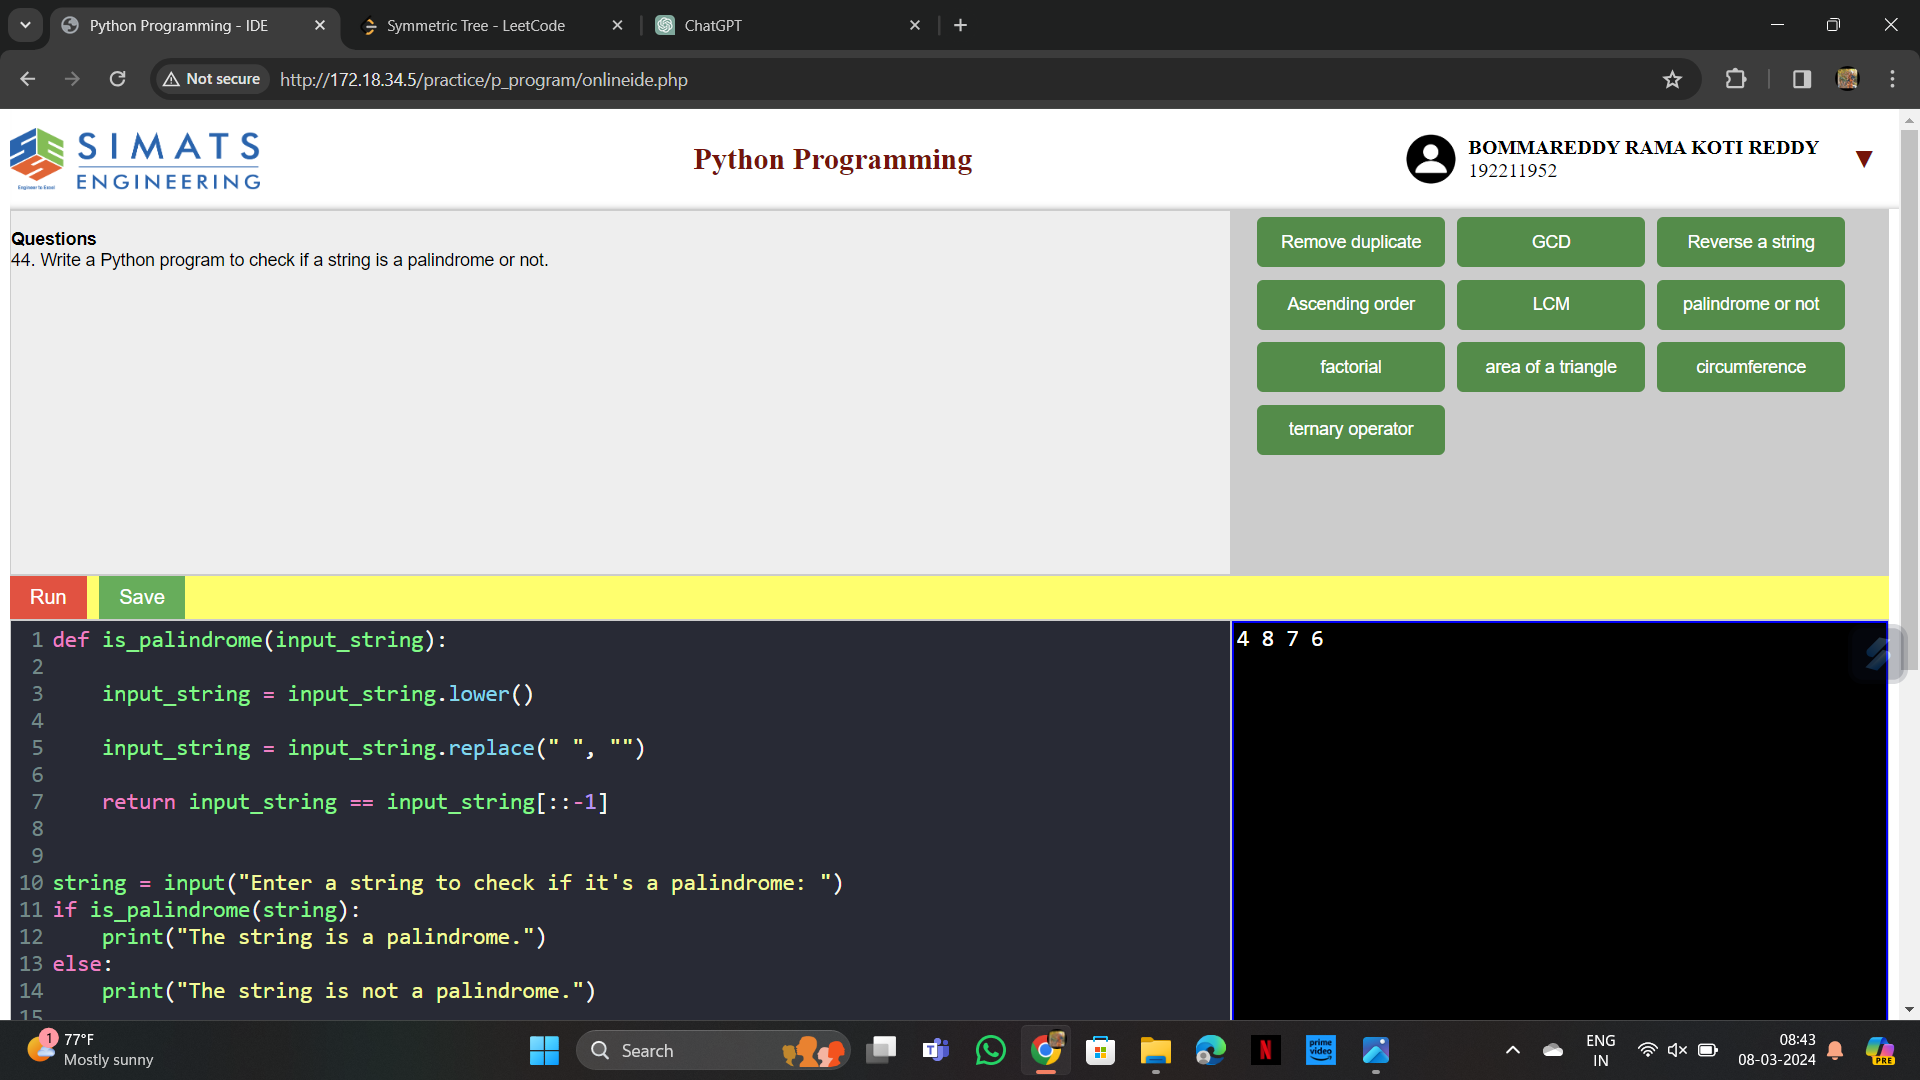 Python Programming - IDE
Symmetric Tree - LeetCode
ChatGPT
Not secure
http://172.18.34.5/practice/p_program/onlineide.php
SIMATS
ENGINEERING
Engineer to Excel
Python Programming
BOMMAREDDY RAMA KOTI REDDY
192211952
Questions
44. Write a Python program to check if a string is a palindrome or not.
Remove duplicate
GCD
Reverse a string
Ascending order
LCM
palindrome or not
factorial
area of a triangle
circumference
ternary operator
Run
Save
1 def is_palindrome(input_string):
2
3     input_string = input_string.lower()
4
5     input_string = input_string.replace(" ", "")
6
7     return input_string == input_string[::-1]
8
9
10 string = input("Enter a string to check if it's a palindrome: ")
11 if is_palindrome(string):
12     print("The string is a palindrome.")
13 else:
14     print("The string is not a palindrome.")
15
4 8 7 6
1
77°F
Mostly sunny
Search
T
N
prime
video
ENG
IN
08:43
08-03-2024
PRE